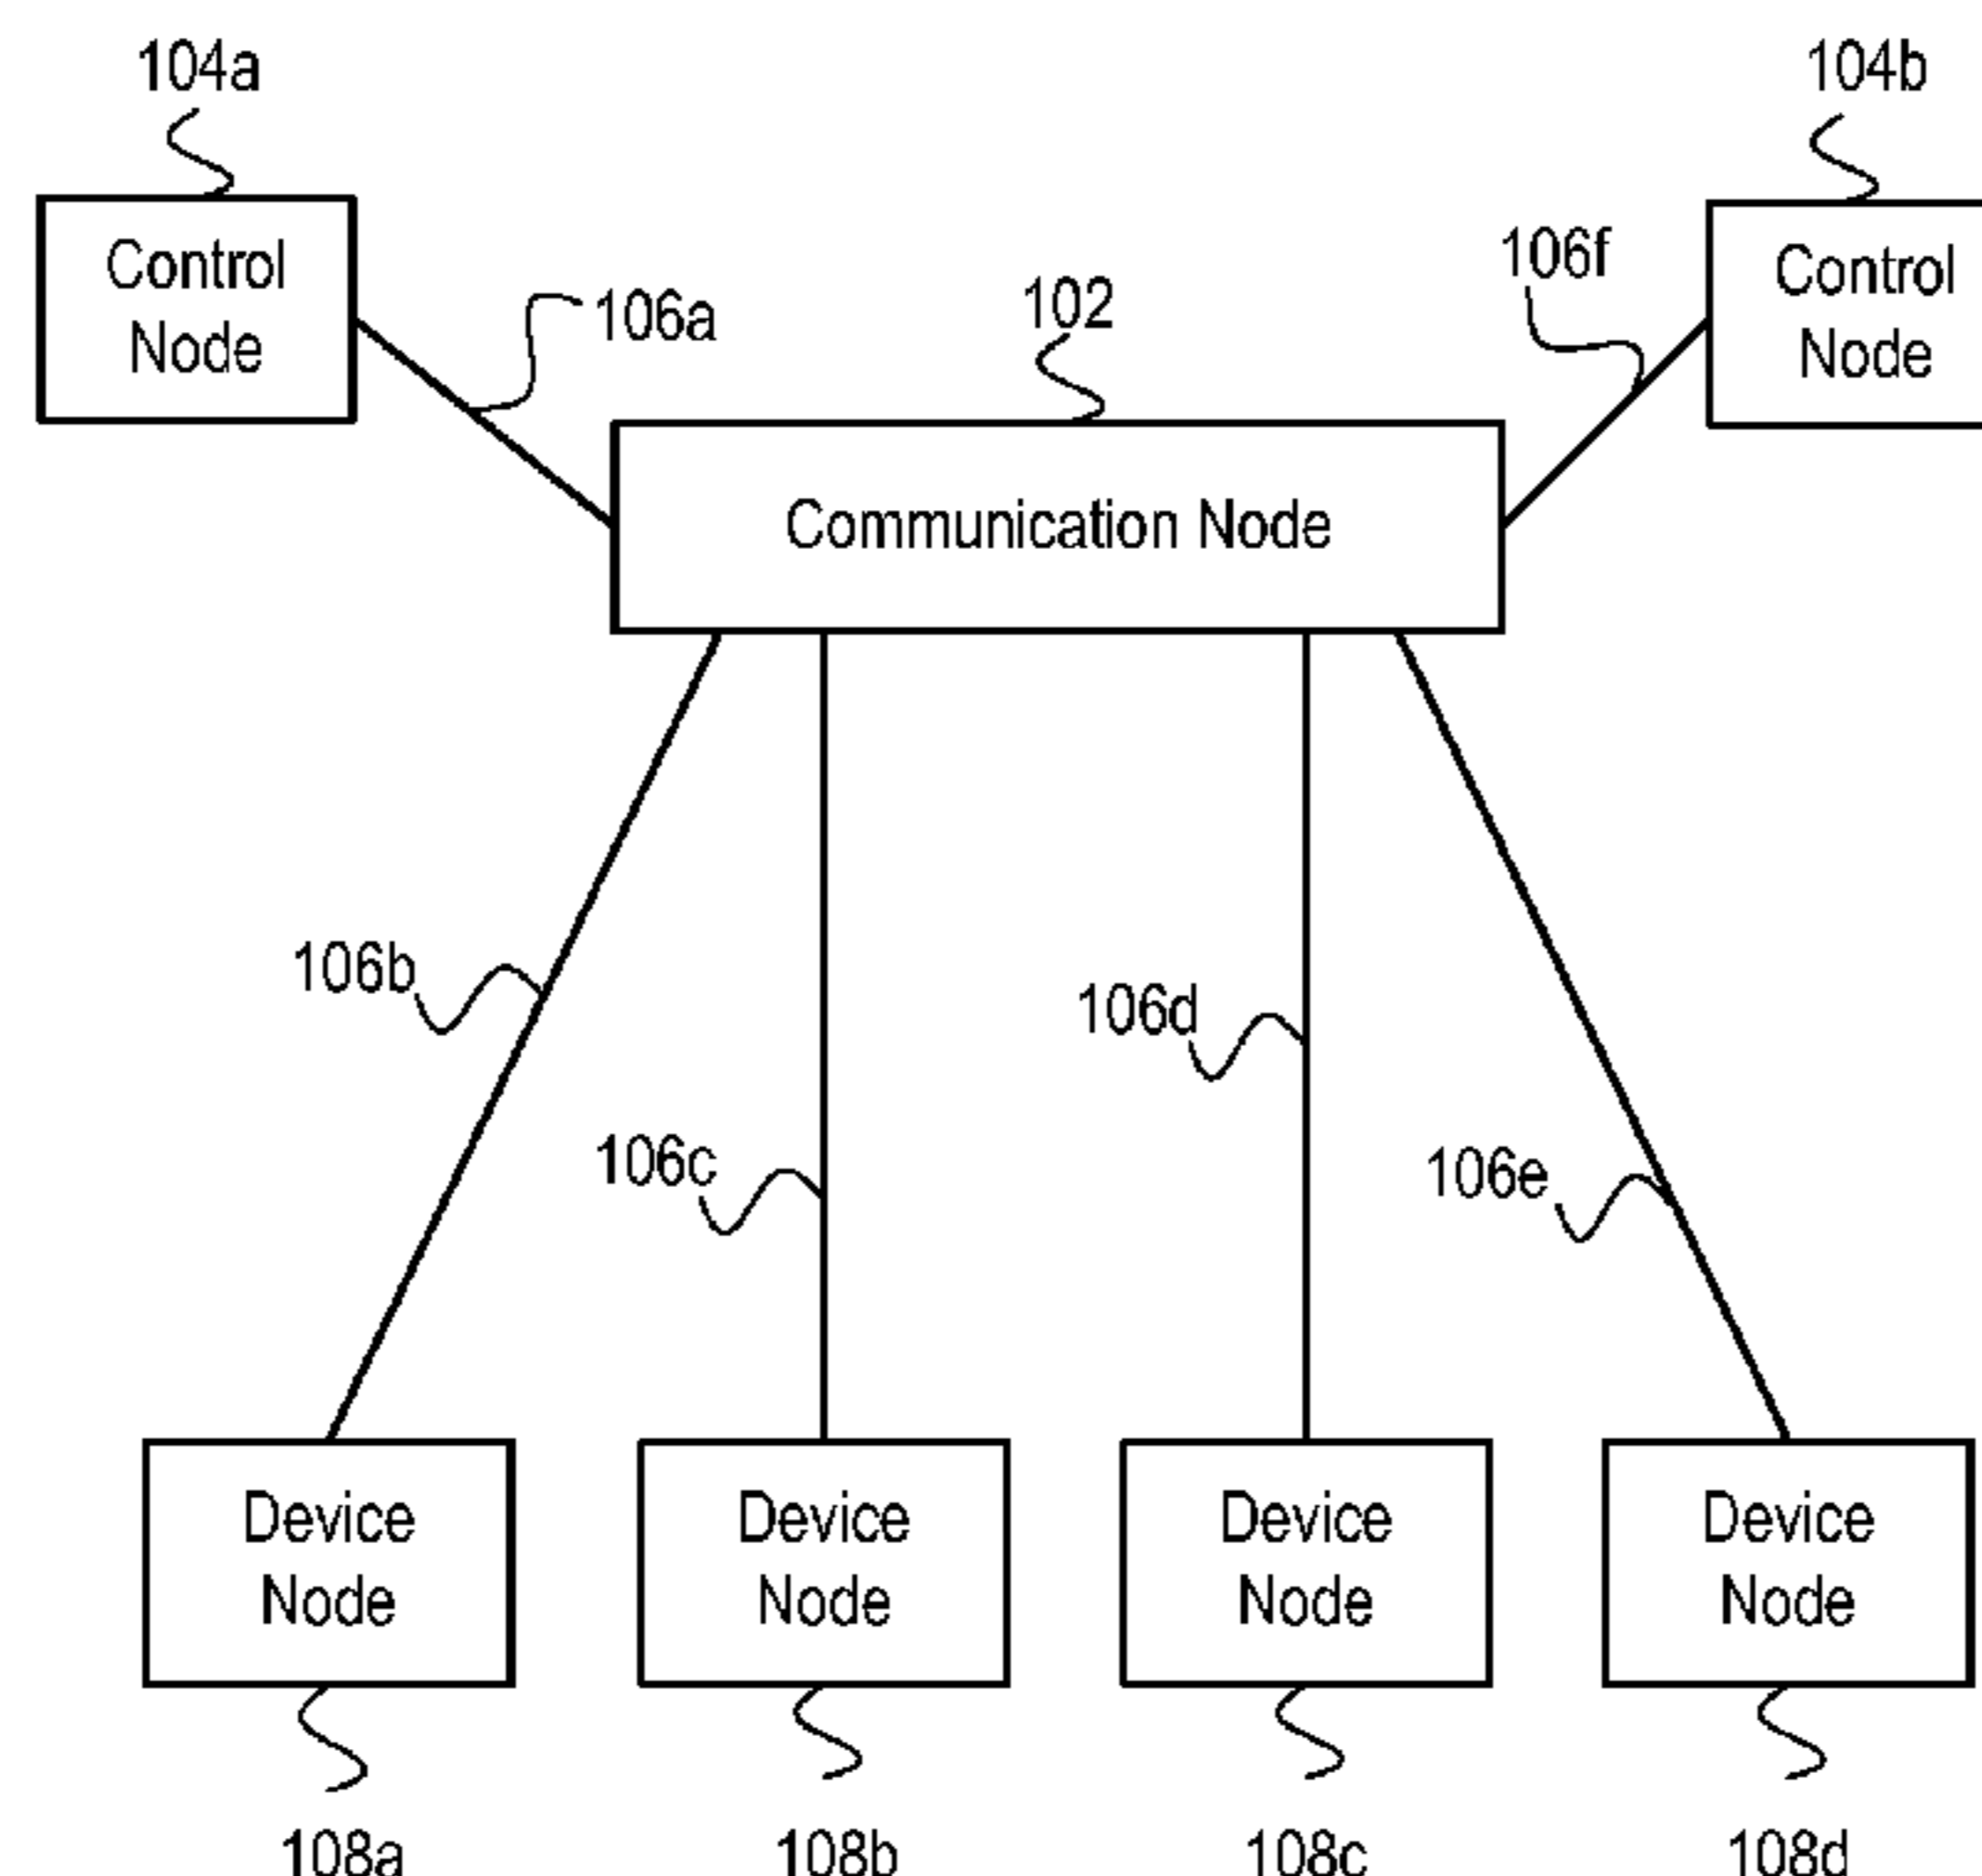 104a
104b
Control
Node
106a
102
106f
Control
Node
Communication Node
106b
106d
106c
106e
Device
Node
Device
Node
Device
Node
Device
Node
108a
108b
108c
108d